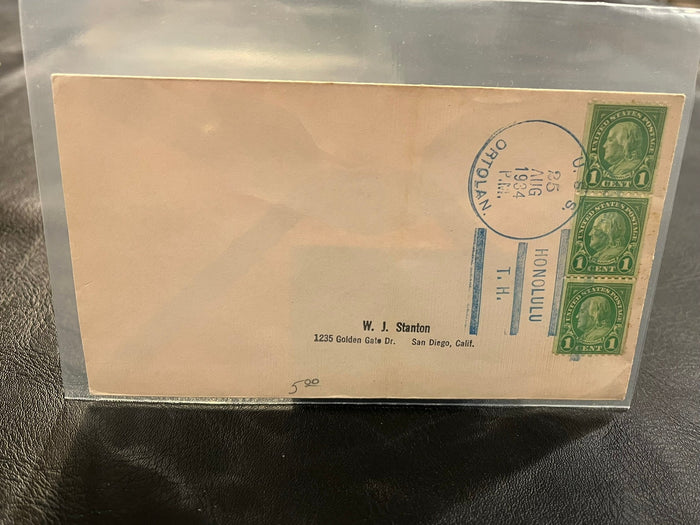 U.S.S.
ORTOLAN.
25
AUG
1934
P.M.
HONOLULU
T.H.
UNITED STATES POSTAGE
1 CENT 1
UNITED STATES POSTAGE
1 CENT 1
UNITED STATES POSTAGE
1 CENT 1
W. J. Stanton
1235 Golden Gate Dr. San Diego, Calif.
5 00